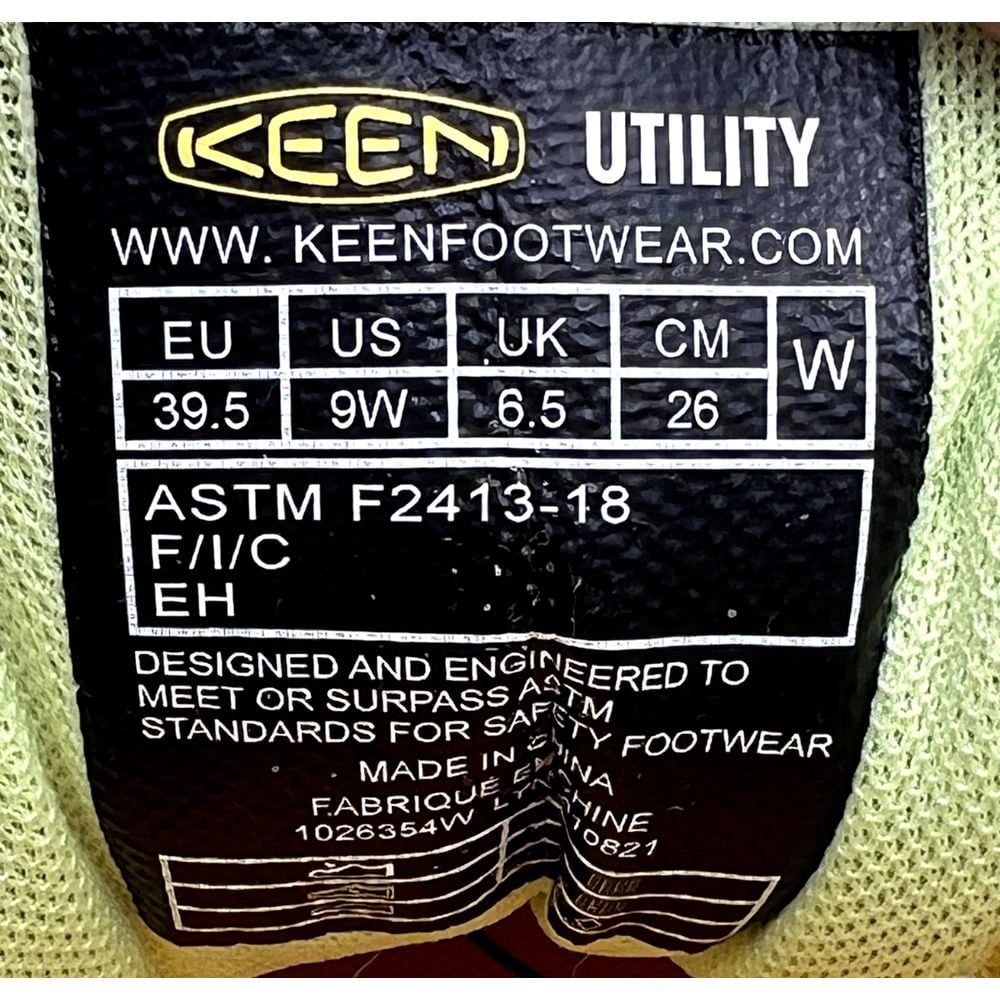 KEEN UTILITY
WWW. KEENFOOTWEAR.COM
EU US UK CM W
39.5 9W 6.5 26
ASTM F2413-18
F/I/C
EH
DESIGNED AND ENGINEERED TO
MEET OR SURPASS ASTM
STANDARDS FOR SAFETY FOOTWEAR
MADE IN CHINA
FABRIQUÉ EN CHINE
1026354W